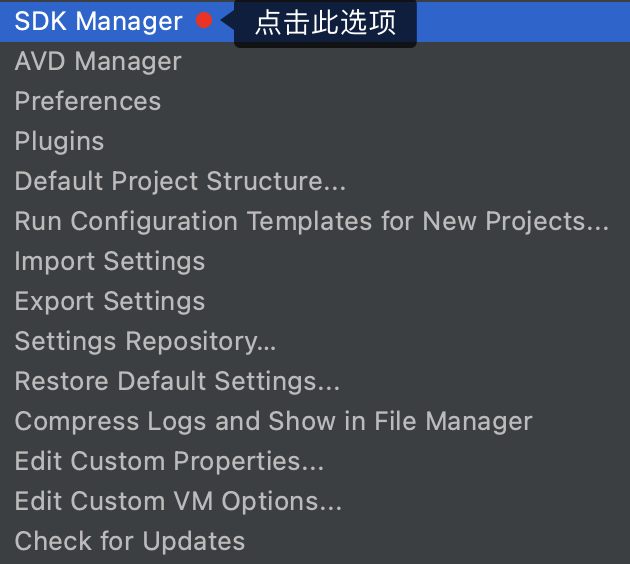 SDK Manager 点击此选项
AVD Manager
Preferences
Plugins
Default Project Structure...
Run Configuration Templates for New Projects...
Import Settings
Export Settings
Settings Repository...
Restore Default Settings...
Compress Logs and Show in File Manager
Edit Custom Properties...
Edit Custom VM Options...
Check for Updates